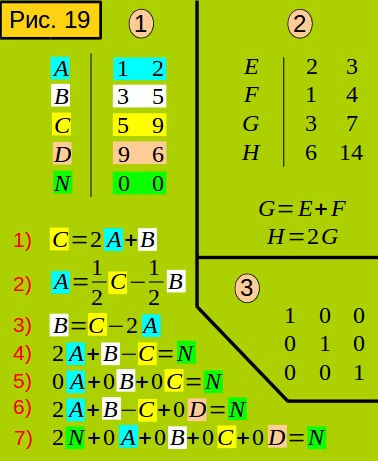 Рис. 19
1
A 1 2
B 3 5
C 5 9
D 9 6
N 0 0
1) C=2A+B
2) A=1/2 C−1/2 B
3) B=C−2A
4) 2A+B−C=N
5) 0A+0B+0C=N
6) 2A+B−C+0D=N
7) 2N+0A+0B+0C+0D=N
2
E 2 3
F 1 4
G 3 7
H 6 14
G=E+F
H=2G
3
1 0 0
0 1 0
0 0 1